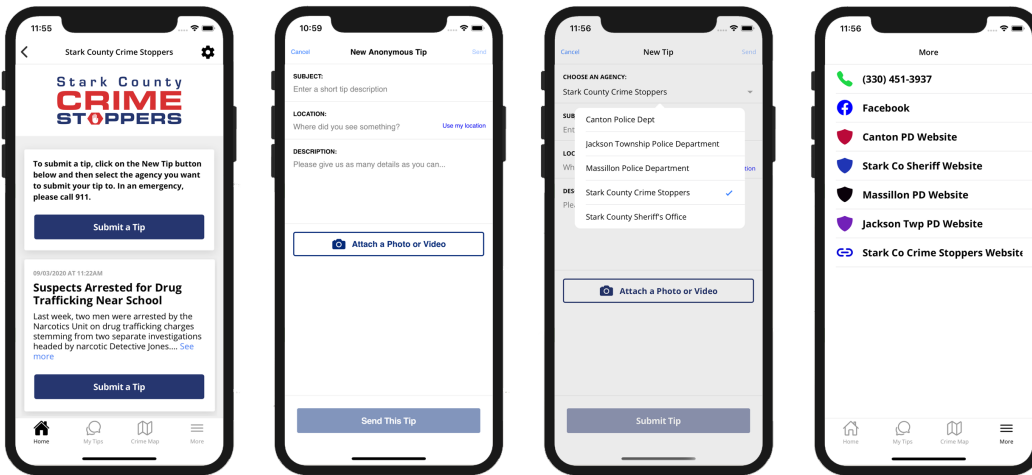 11:55
Stark County Crime Stoppers
Stark County
CRIME
STOPPERS
To submit a tip, click on the New Tip button
below and then select the agency you want
to submit your tip to. In an emergency,
please call 911.
Submit a Tip
09/03/2020 AT 11:22AM
Suspects Arrested for Drug
Trafficking Near School
Last week, two men were arrested by the
Narcotics Unit on drug trafficking charges
stemming from two separate investigations
headed by narcotic Detective Jones.... See
more
Submit a Tip
Home
My Tips
Crime Map
More
10:59
Cancel
New Anonymous Tip
Send
SUBJECT:
Enter a short tip description
LOCATION:
Where did you see something?
Use my location
DESCRIPTION:
Please give us as many details as you can...
Attach a Photo or Video
Send This Tip
11:56
Cancel
New Tip
Send
CHOOSE AN AGENCY:
Stark County Crime Stoppers
SUB
Ent
LOC
Wh
tion
DES
Plea
Canton Police Dept
Jackson Township Police Department
Massillon Police Department
Stark County Crime Stoppers
Stark County Sheriff's Office
Attach a Photo or Video
Submit Tip
11:56
More
(330) 451-3937
Facebook
Canton PD Website
Stark Co Sheriff Website
Massillon PD Website
Jackson Twp PD Website
Stark Co Crime Stoppers Website
Home
My Tips
Crime Map
More